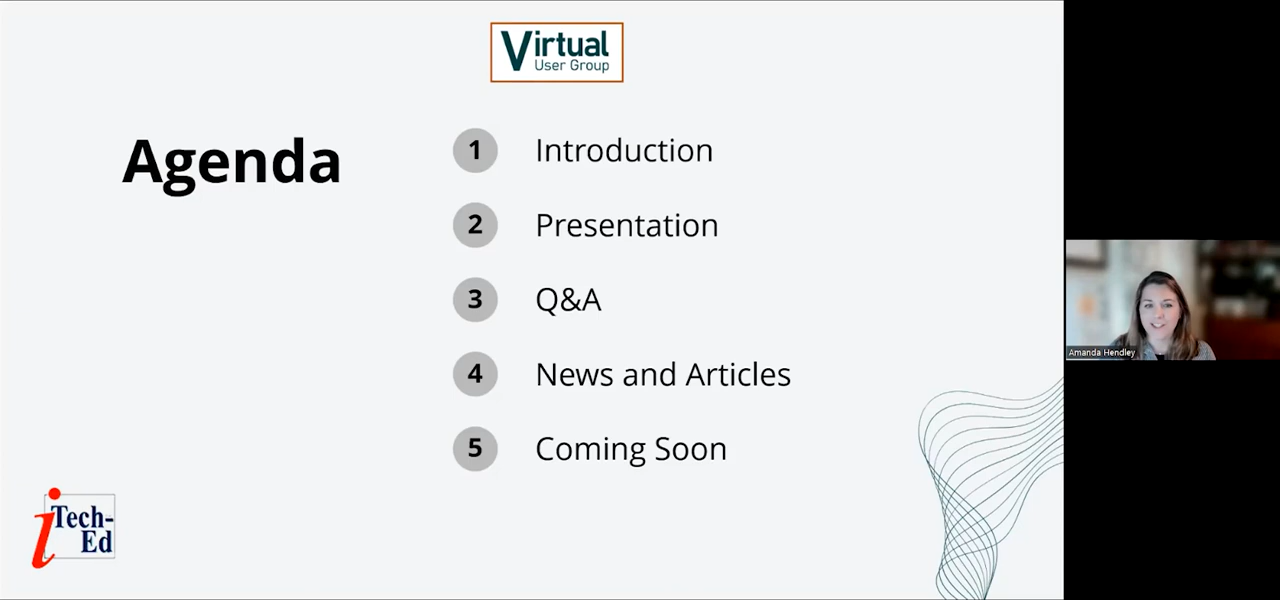 Virtual
User Group
Agenda
1 Introduction
2 Presentation
3 Q&A
4 News and Articles
5 Coming Soon
iTech-
Ed
Amanda Hendley